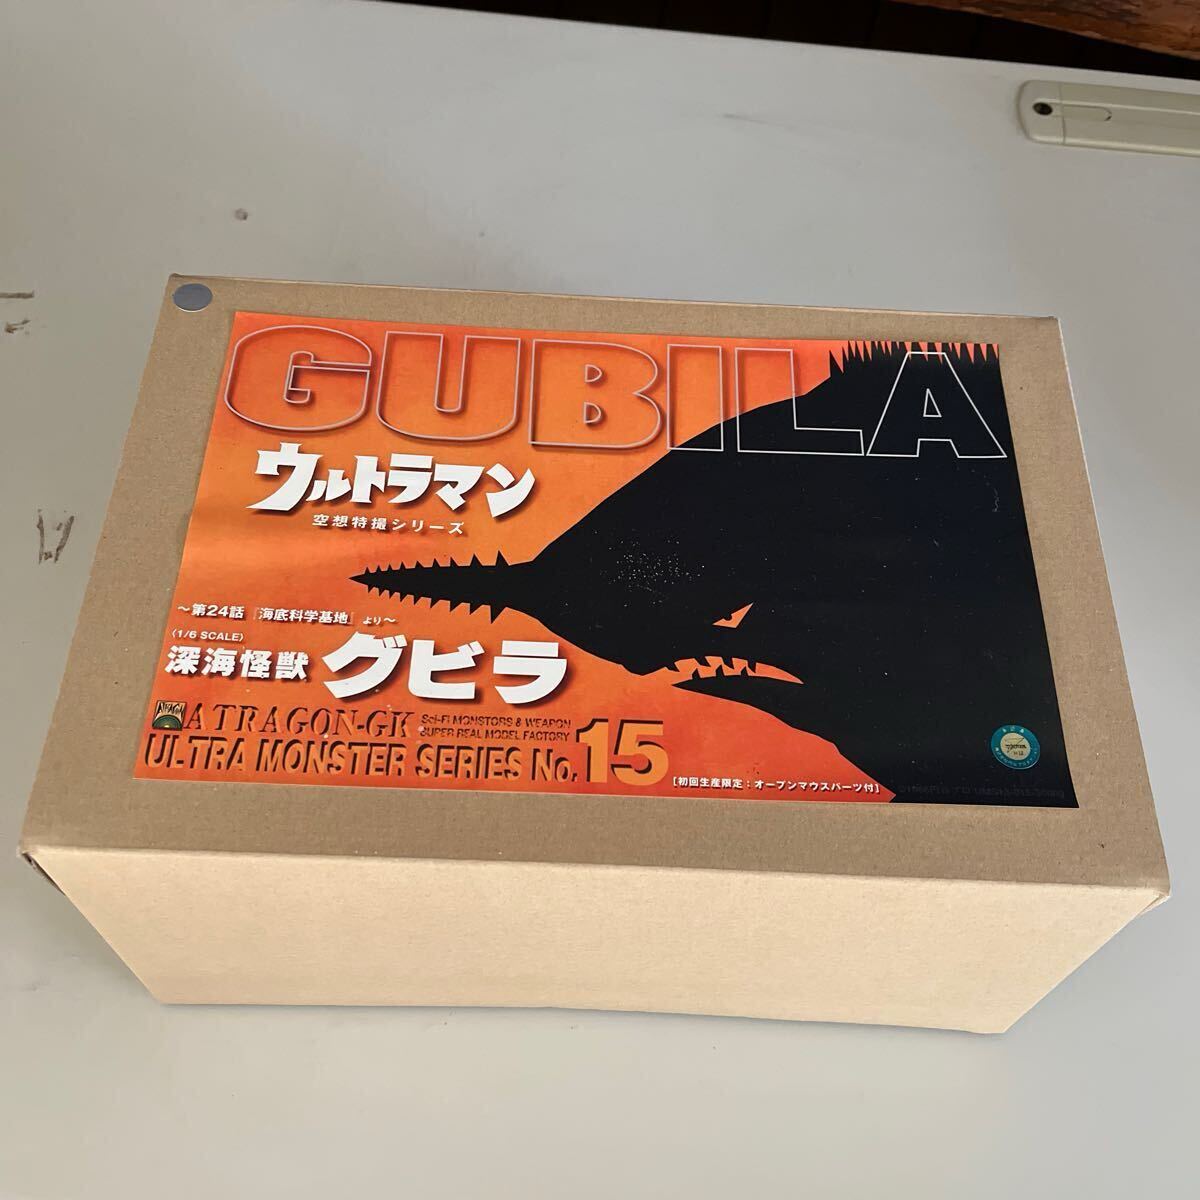 GUBILA
ウルトラマン
空想特撮シリーズ
～第24話『海底科学基地』より～
(1/6 SCALE)
深海怪獣 グビラ
ATRAGON-GK
Sci-Fi MONSTORS & WEAPON
SUPER REAL MODEL FACTORY
ULTRA MONSTER SERIES No. 15
[初回生産限定：オープンマウスパーツ付]